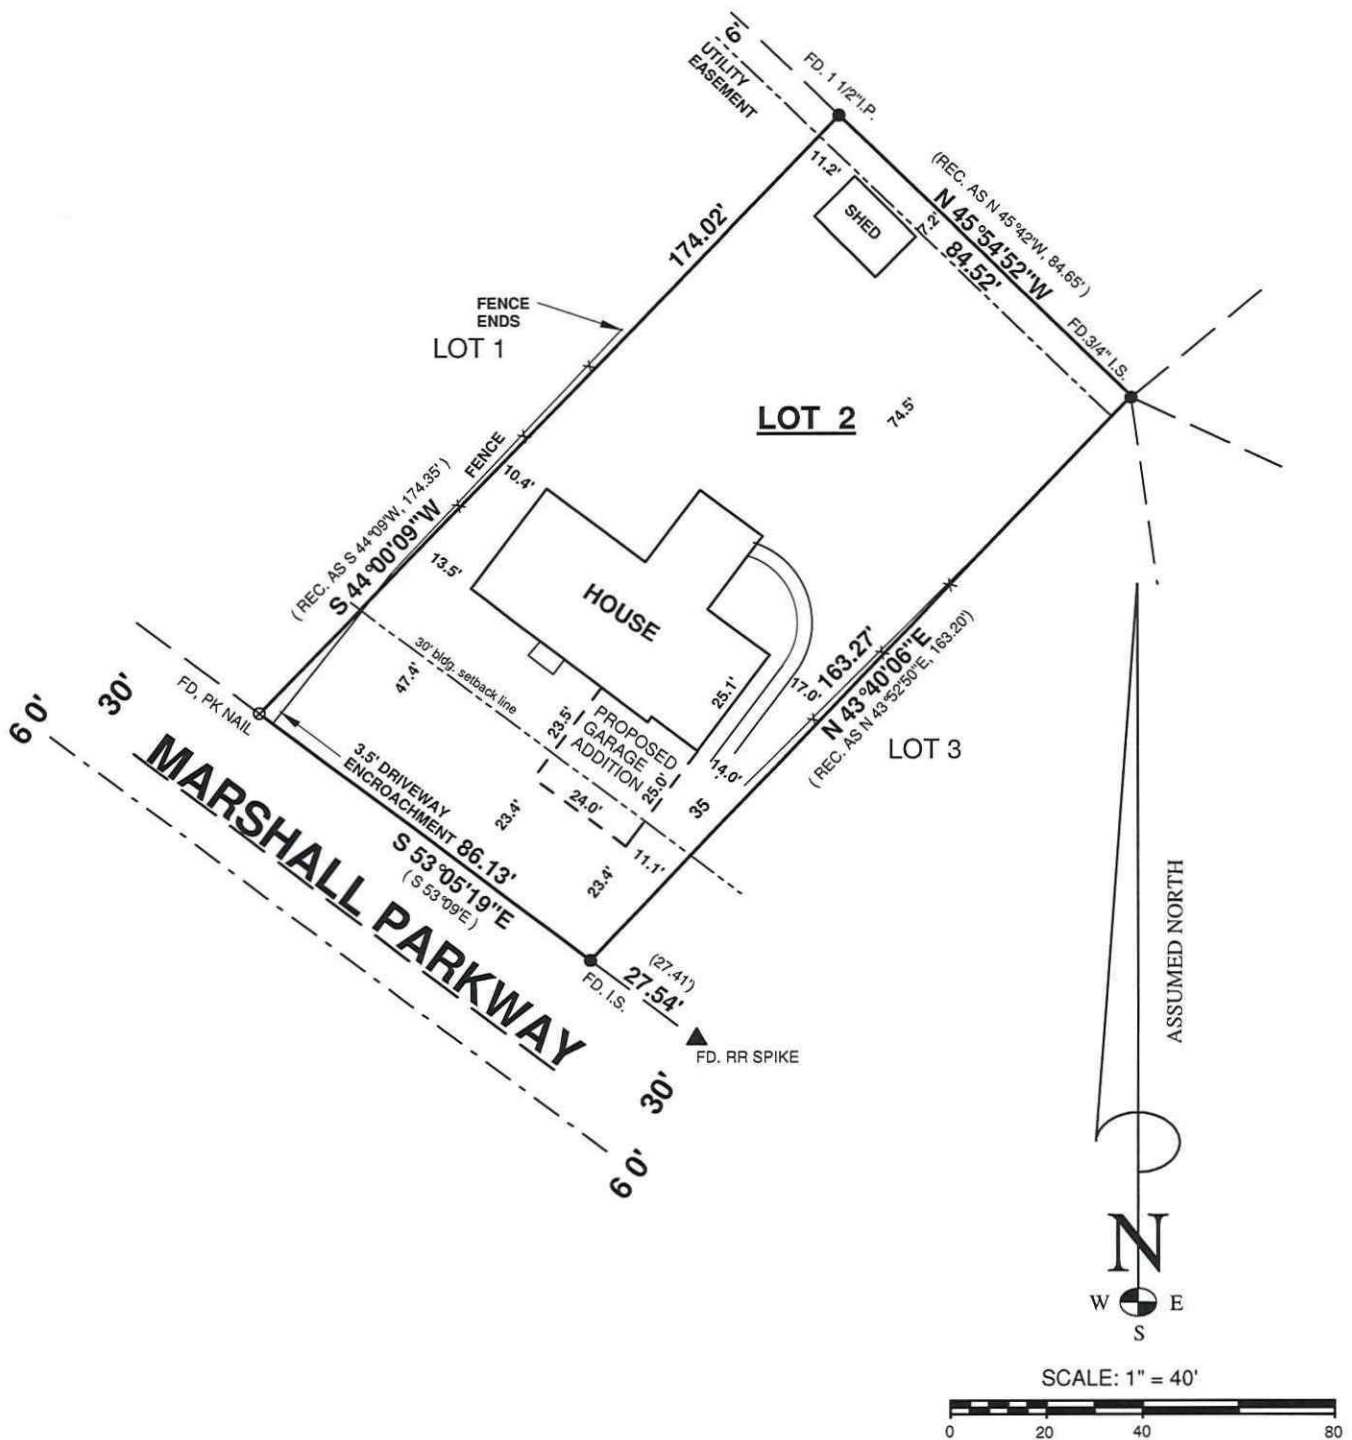 6'
UTILITY
EASEMENT
FD. 1 1/2"I.P.
11.2'
SHED
7.2'
(REC. AS N 45°42'W, 84.65')
N 45°54'52"W
84.52'
FD.3/4" I.S.
174.02'
FENCE
ENDS
LOT 1
LOT 2
74.5'
FENCE
10.4'
(REC. AS S 44°09'W, 174.35')
S 44°00'09"W
13.5'
HOUSE
30' bldg. setback line
47.4'
25.1'
17.0'
163.27'
N 43°40'06"E
(REC. AS N 43°52'50"E, 163.20')
LOT 3
60'
30'
FD, PK NAIL
23.5'
PROPOSED
GARAGE
ADDITION
25.0'
14.0'
35
24.0'
3.5' DRIVEWAY
ENCROACHMENT
86.13'
S 53°05'19"E
(S 53°09'E)
23.4'
11.1'
23.4'
MARSHALL PARKWAY
FD. I.S.
(27.41')
27.54'
FD. RR SPIKE
30'
60'
ASSUMED NORTH
N
W E
S
SCALE: 1" = 40'
0 20 40 80